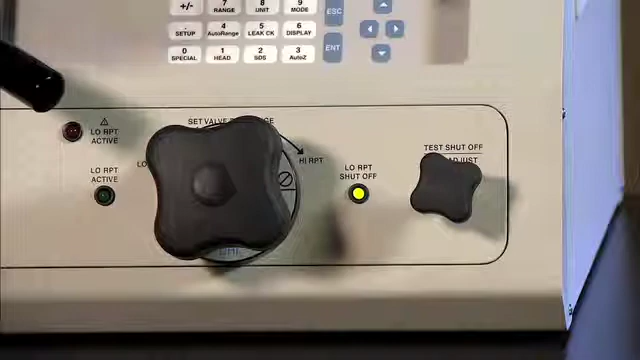 +/-
7
RANGE
8
UNIT
9
MODE
ESC
.
SETUP
4
AutoRange
5
LEAK CK
6
DISPLAY
0
SPECIAL
1
HEAD
2
SDS
3
AutoZ
ENT
LO RPT
ACTIVE
SET VALVE
HI RPT
LO RPT
ACTIVE
LO
LO RPT
SHUT OFF
TEST SHUT OFF